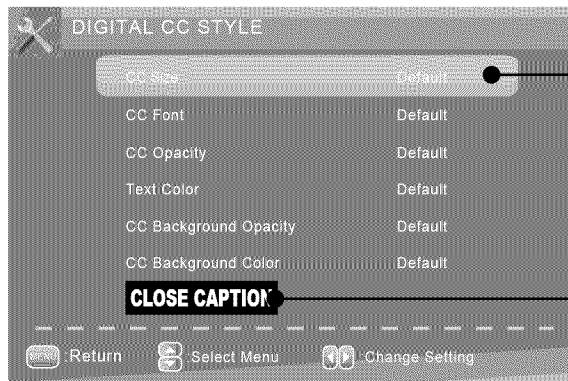 DIGITAL CC STYLE
CC Size Default
CC Font Default
CC Opacity Default
Text Color Default
CC Background Opacity Default
CC Background Color Default
CLOSE CAPTION
MENU :Return :Select Menu :Change Setting